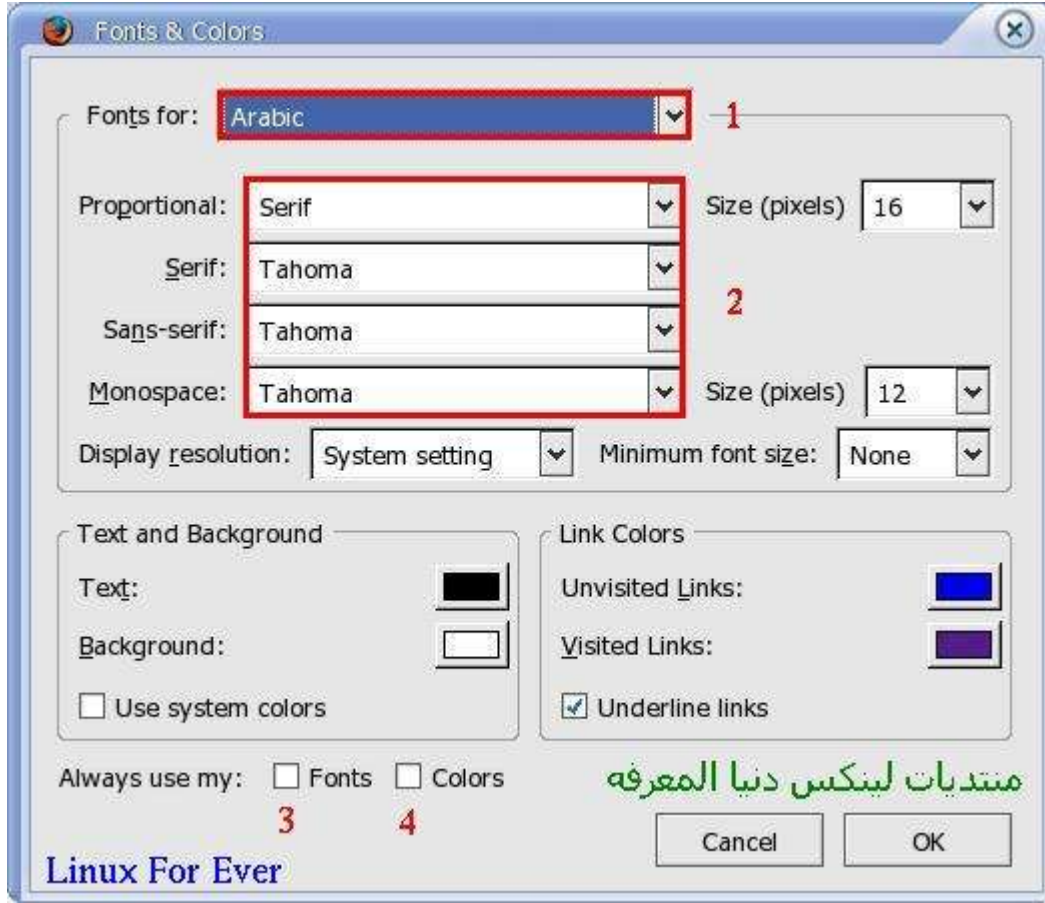 Fonts & Colors
Fonts for: Arabic 1
Proportional: Serif Size (pixels) 16
Serif: Tahoma
2
Sans-serif: Tahoma
Monospace: Tahoma Size (pixels) 12
Display resolution: System setting Minimum font size: None
Text and Background
Text:
Background:
Use system colors
Link Colors
Unvisited Links:
Visited Links:
Underline links
Always use my: Fonts Colors
3 4
منتديات لينكس دنيا المعرفه
Cancel OK
Linux For Ever